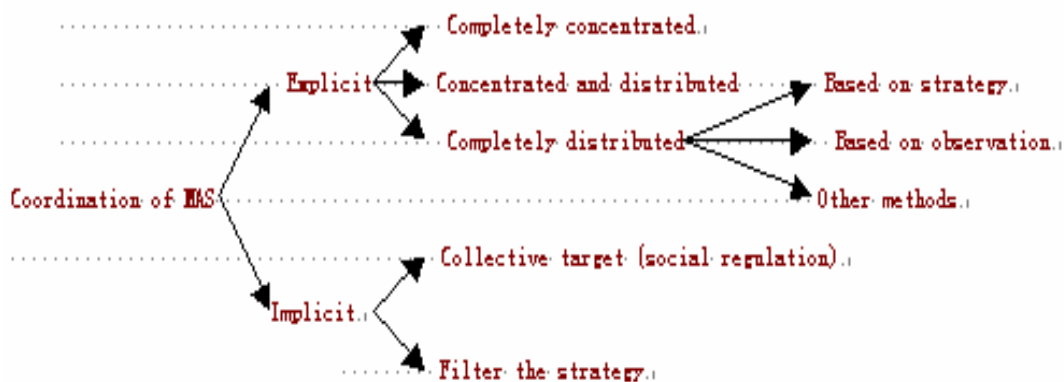 Completely concentrated.
Explicit Concentrated and distributed Based on strategy.
Completely distributed Based on observation.
Coordination of MAS Other methods.
Collective target (social regulation).
Implicit.
Filter the strategy.